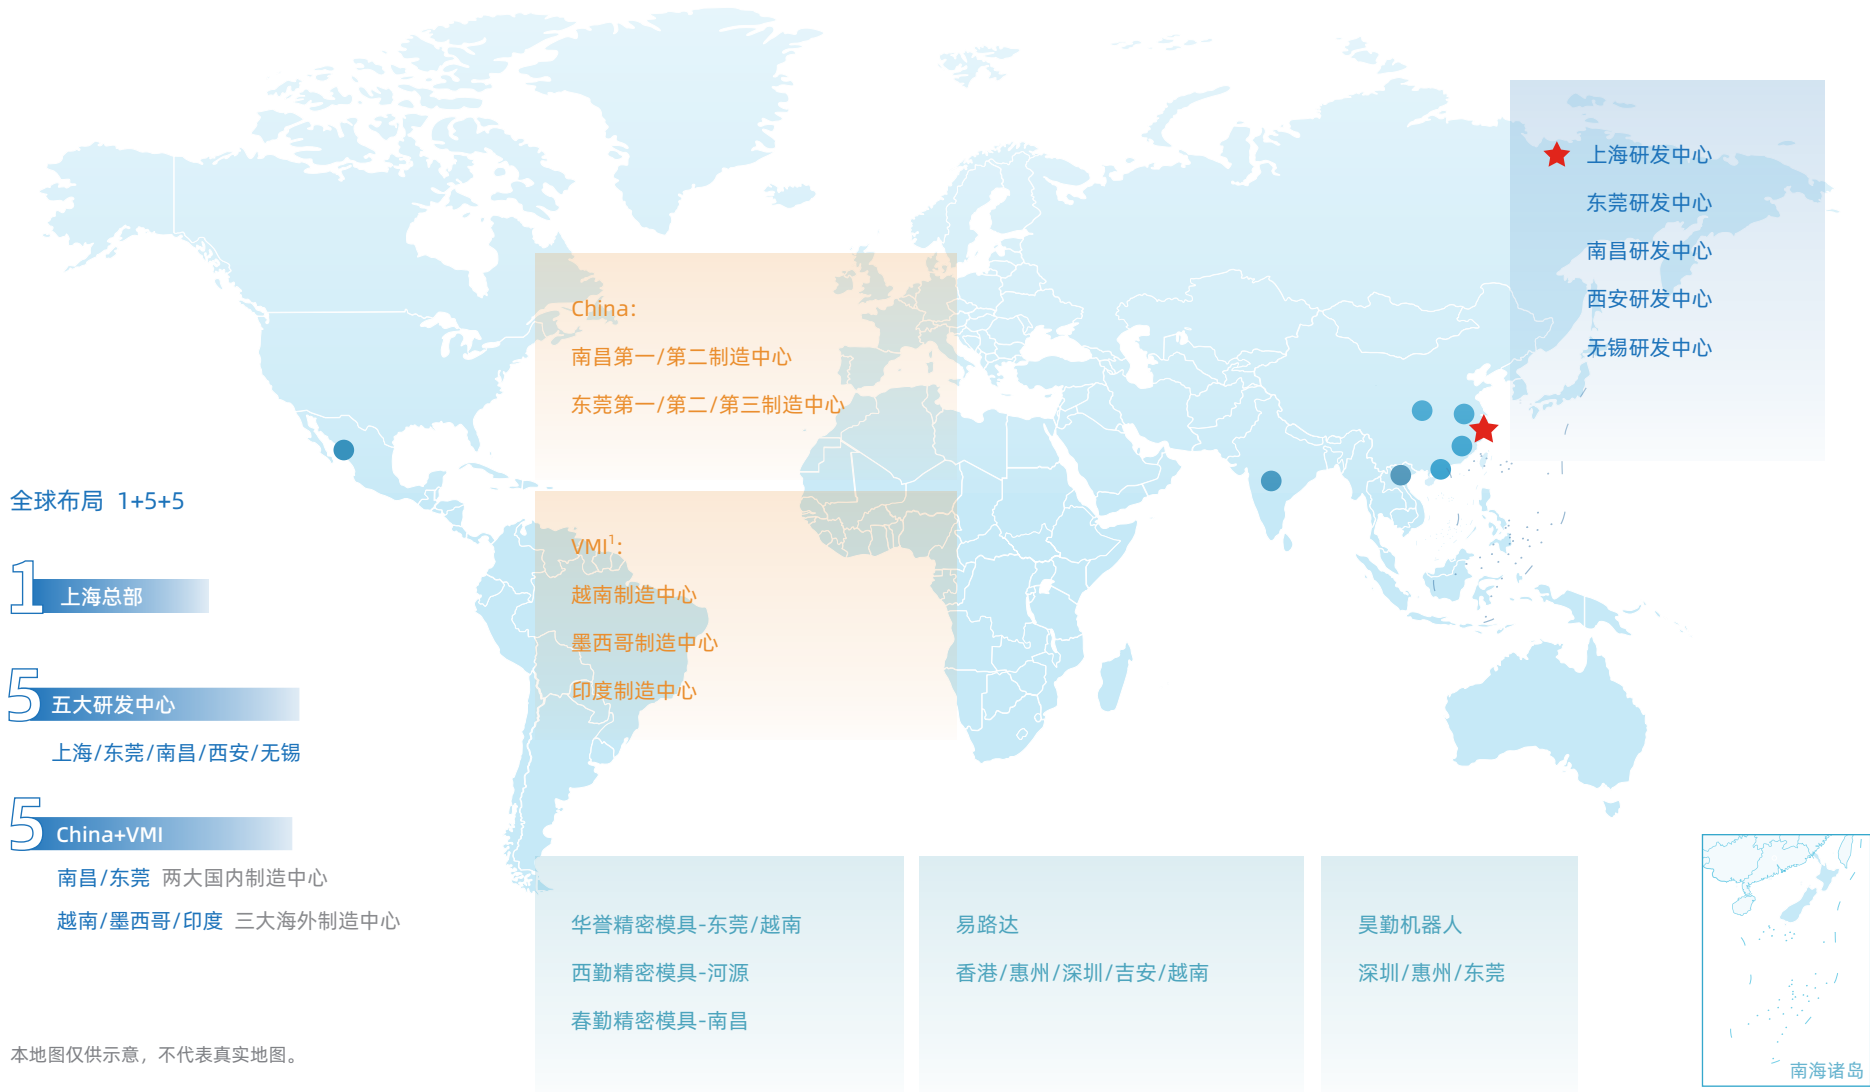 全球布局 1+5+5
1 上海总部
5 五大研发中心
上海/东莞/南昌/西安/无锡
5 China+VMI
南昌/东莞 两大国内制造中心
越南/墨西哥/印度 三大海外制造中心
本地图仅供示意，不代表真实地图。
China：
南昌第一/第二制造中心
东莞第一/第二/第三制造中心
VMI¹：
越南制造中心
墨西哥制造中心
印度制造中心
上海研发中心
东莞研发中心
南昌研发中心
西安研发中心
无锡研发中心
华誉精密模具-东莞/越南
西勤精密模具-河源
春勤精密模具-南昌
易路达
香港/惠州/深圳/吉安/越南
昊勤机器人
深圳/惠州/东莞
南海诸岛